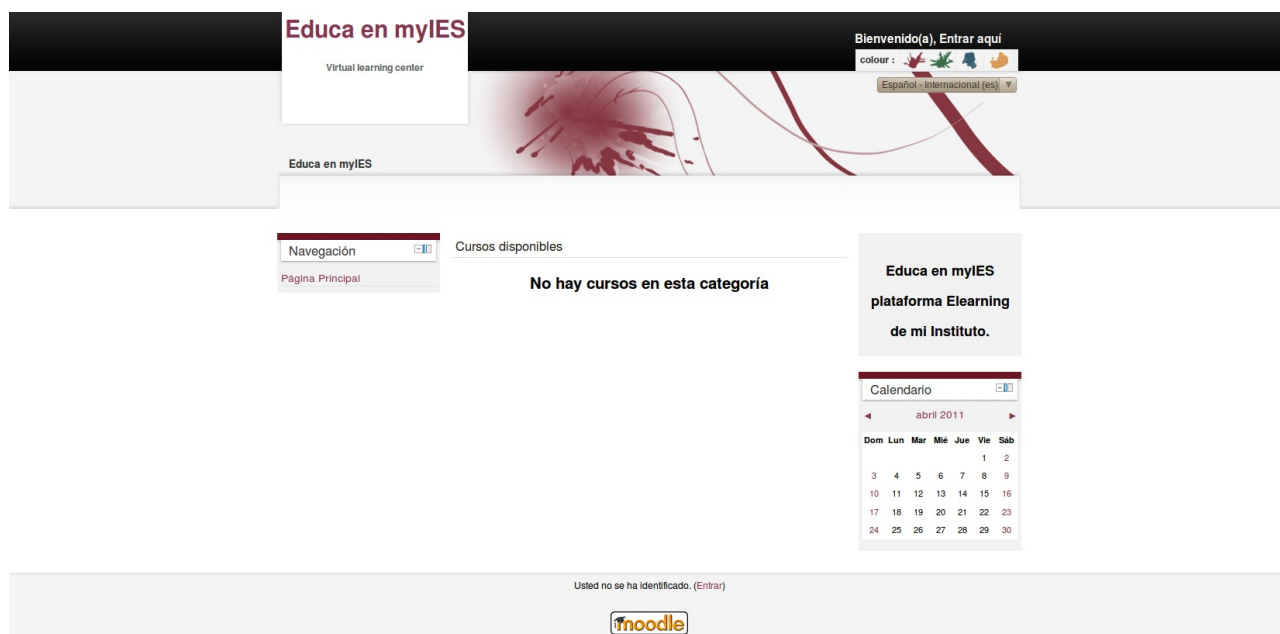 Educa en myIES
Virtual learning center
Bienvenido(a), Entrar aquí
colour :
Español - Internacional (es)
Educa en myIES
Navegación
Página Principal
Cursos disponibles
No hay cursos en esta categoría
Educa en myIES
plataforma Elearning
de mi Instituto.
Calendario
◄ abril 2011 ►
Dom Lun Mar Mié Jue Vie Sáb
1 2
3 4 5 6 7 8 9
10 11 12 13 14 15 16
17 18 19 20 21 22 23
24 25 26 27 28 29 30
Usted no se ha identificado. (Entrar)
moodle